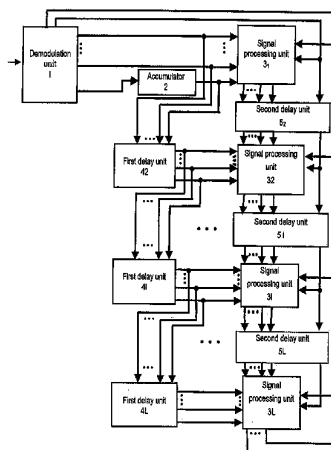 Demodulation
unit
1
Accumulator
2
Signal
processing unit
3₁
Second delay unit
5₂
First delay unit
42
Signal processing
unit
32
Second delay unit
5l
First delay unit
4l
Signal
processing unit
3l
Second delay unit
5L
First delay unit
4L
Signal
processing unit
3L